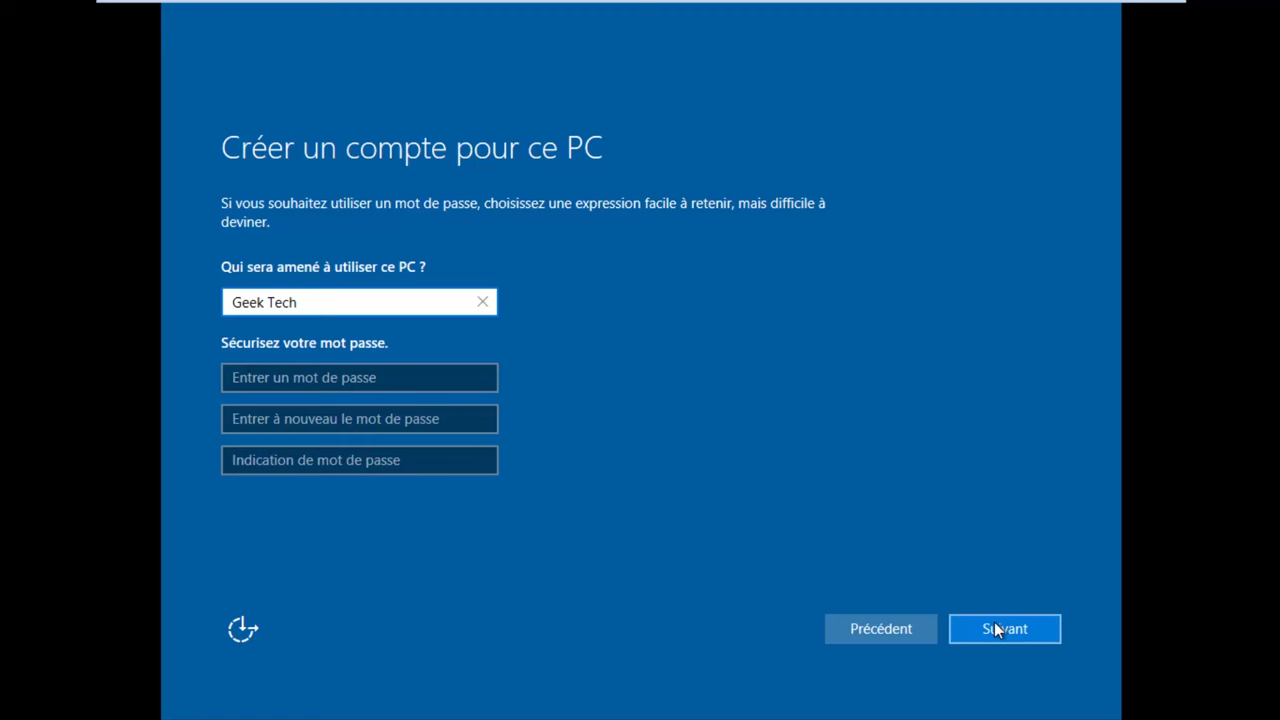 Créer un compte pour ce PC
Si vous souhaitez utiliser un mot de passe, choisissez une expression facile à retenir, mais difficile à
deviner.
Qui sera amené à utiliser ce PC ?
Geek Tech
Sécurisez votre mot passe.
Entrer un mot de passe
Entrer à nouveau le mot de passe
Indication de mot de passe
Précédent
Suivant